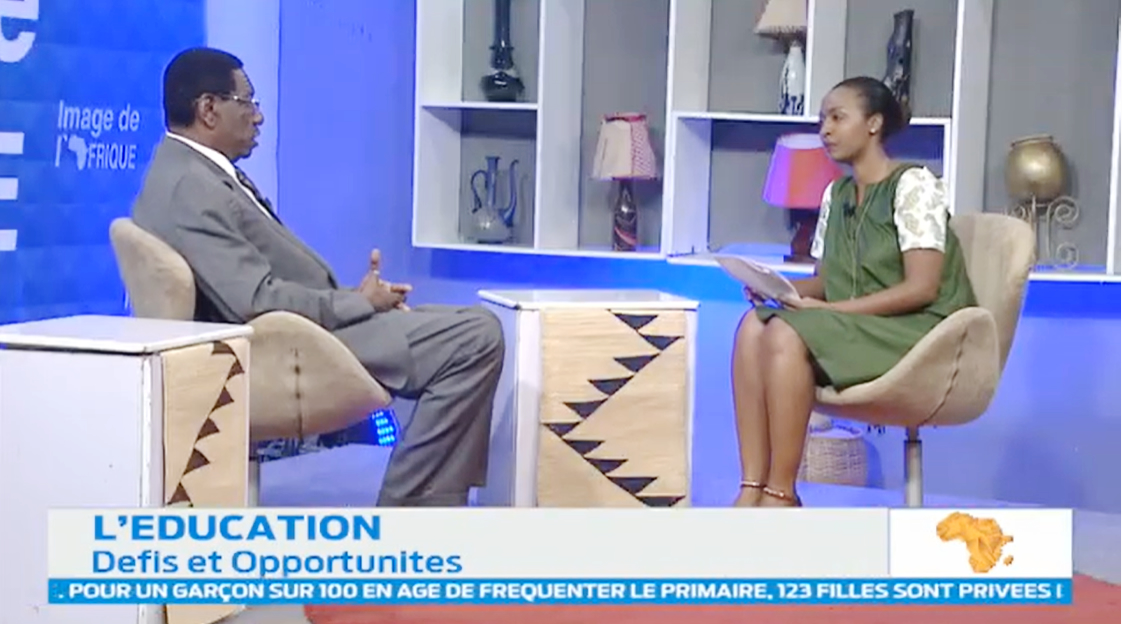 Image de
l'AFRIQUE
L'EDUCATION
Defis et Opportunites
. POUR UN GARÇON SUR 100 EN AGE DE FREQUENTER LE PRIMAIRE, 123 FILLES SONT PRIVEES